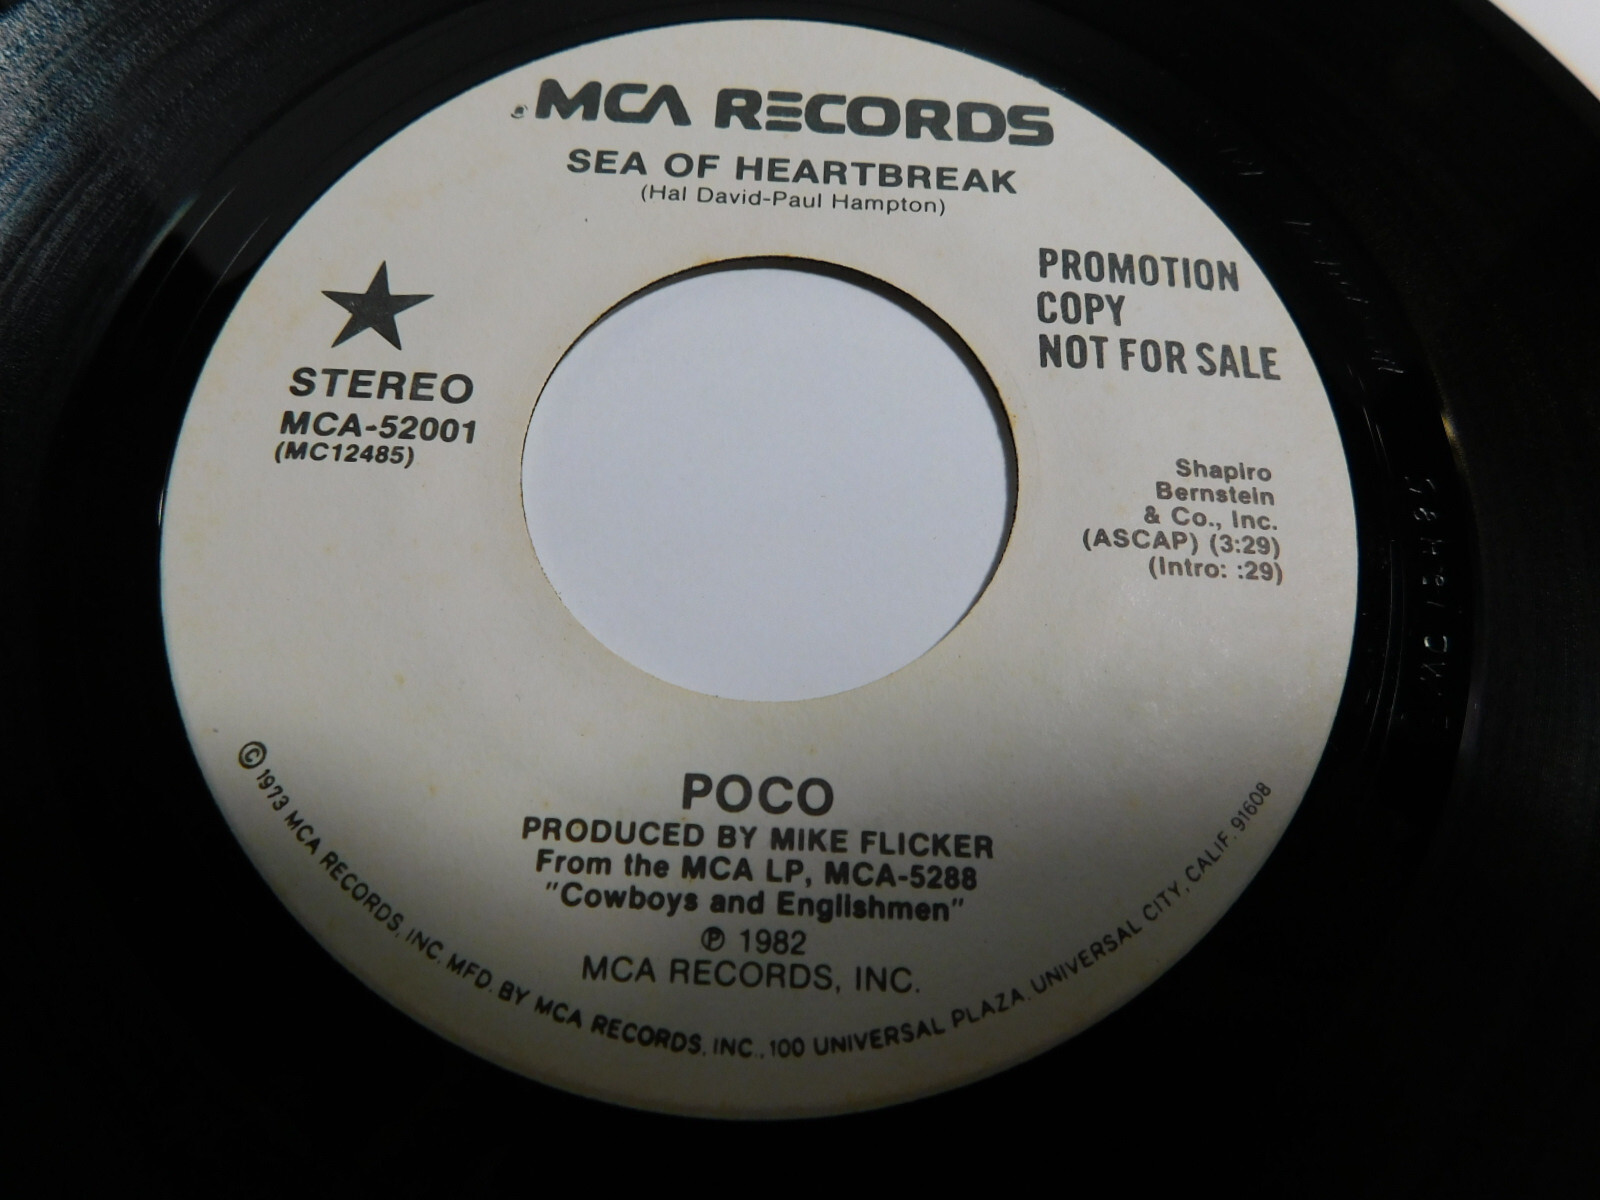 MCA RECORDS
SEA OF HEARTBREAK
(Hal David-Paul Hampton)
PROMOTION
COPY
NOT FOR SALE
STEREO
MCA-52001
(MC12485)
Shapiro
Bernstein
& Co., Inc.
(ASCAP) (3:29)
(Intro: :29)
POCO
PRODUCED BY MIKE FLICKER
From the MCA LP, MCA-5288
"Cowboys and Englishmen"
℗ 1982
MCA RECORDS, INC.
© 1973 MCA RECORDS, INC. MFD. BY MCA RECORDS, INC., 100 UNIVERSAL PLAZA, UNIVERSAL CITY, CALIF. 91608